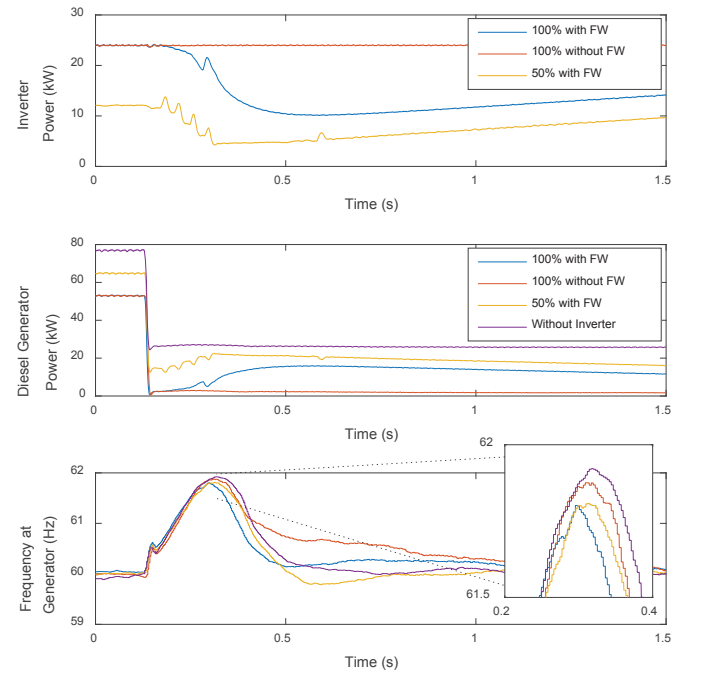 30
20
10
0
Inverter
Power (kW)
100% with FW
100% without FW
50% with FW
0
0.5
1
1.5
Time (s)
80
60
40
20
0
Diesel Generator
Power (kW)
100% with FW
100% without FW
50% with FW
Without Inverter
0
0.5
1
1.5
Time (s)
62
61
60
59
Frequency at
Generator (Hz)
62
61.5
0.2
0.4
0
0.5
1
1.5
Time (s)